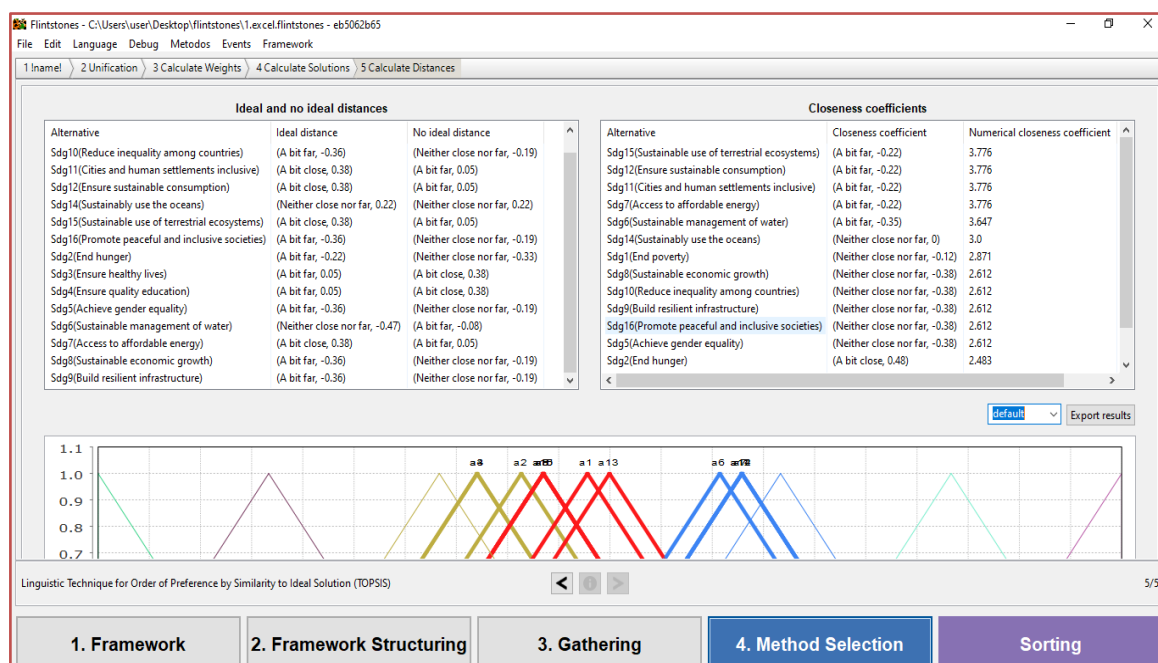 Flintstones - C:\Users\user\Desktop\flintstones\1.excel.flintstones - eb5062b65
File Edit Language Debug Metodos Events Framework
1 !name! 2 Unification 3 Calculate Weights 4 Calculate Solutions 5 Calculate Distances
Ideal and no ideal distances
Alternative Ideal distance No ideal distance
Sdg10(Reduce inequality among countries) (A bit far, -0.36) (Neither close nor far, -0.19)
Sdg11(Cities and human settlements inclusive) (A bit close, 0.38) (A bit far, 0.05)
Sdg12(Ensure sustainable consumption) (A bit close, 0.38) (A bit far, 0.05)
Sdg14(Sustainably use the oceans) (Neither close nor far, 0.22) (Neither close nor far, 0.22)
Sdg15(Sustainable use of terrestrial ecosystems) (A bit close, 0.38) (A bit far, 0.05)
Sdg16(Promote peaceful and inclusive societies) (A bit far, -0.36) (Neither close nor far, -0.19)
Sdg2(End hunger) (A bit far, -0.22) (Neither close nor far, -0.33)
Sdg3(Ensure healthy lives) (A bit far, 0.05) (A bit close, 0.38)
Sdg4(Ensure quality education) (A bit far, 0.05) (A bit close, 0.38)
Sdg5(Achieve gender equality) (A bit far, -0.36) (Neither close nor far, -0.19)
Sdg6(Sustainable management of water) (Neither close nor far, -0.47) (A bit far, -0.08)
Sdg7(Access to affordable energy) (A bit close, 0.38) (A bit far, 0.05)
Sdg8(Sustainable economic growth) (A bit far, -0.36) (Neither close nor far, -0.19)
Sdg9(Build resilient infrastructure) (A bit far, -0.36) (Neither close nor far, -0.19)
Closeness coefficients
Alternative Closeness coefficient Numerical closeness coefficient
Sdg15(Sustainable use of terrestrial ecosystems) (A bit far, -0.22) 3.776
Sdg12(Ensure sustainable consumption) (A bit far, -0.22) 3.776
Sdg11(Cities and human settlements inclusive) (A bit far, -0.22) 3.776
Sdg7(Access to affordable energy) (A bit far, -0.22) 3.776
Sdg6(Sustainable management of water) (A bit far, -0.35) 3.647
Sdg14(Sustainably use the oceans) (Neither close nor far, 0) 3.0
Sdg1(End poverty) (Neither close nor far, -0.12) 2.871
Sdg8(Sustainable economic growth) (Neither close nor far, -0.38) 2.612
Sdg10(Reduce inequality among countries) (Neither close nor far, -0.38) 2.612
Sdg9(Build resilient infrastructure) (Neither close nor far, -0.38) 2.612
Sdg16(Promote peaceful and inclusive societies) (Neither close nor far, -0.38) 2.612
Sdg5(Achieve gender equality) (Neither close nor far, -0.38) 2.612
Sdg2(End hunger) (A bit close, 0.48) 2.483
default Export results
1.1
1.0
0.9
0.8
0.7
a2 a1 a13 a6
Linguistic Technique for Order of Preference by Similarity to Ideal Solution (TOPSIS)
5/5
1. Framework 2. Framework Structuring 3. Gathering 4. Method Selection Sorting